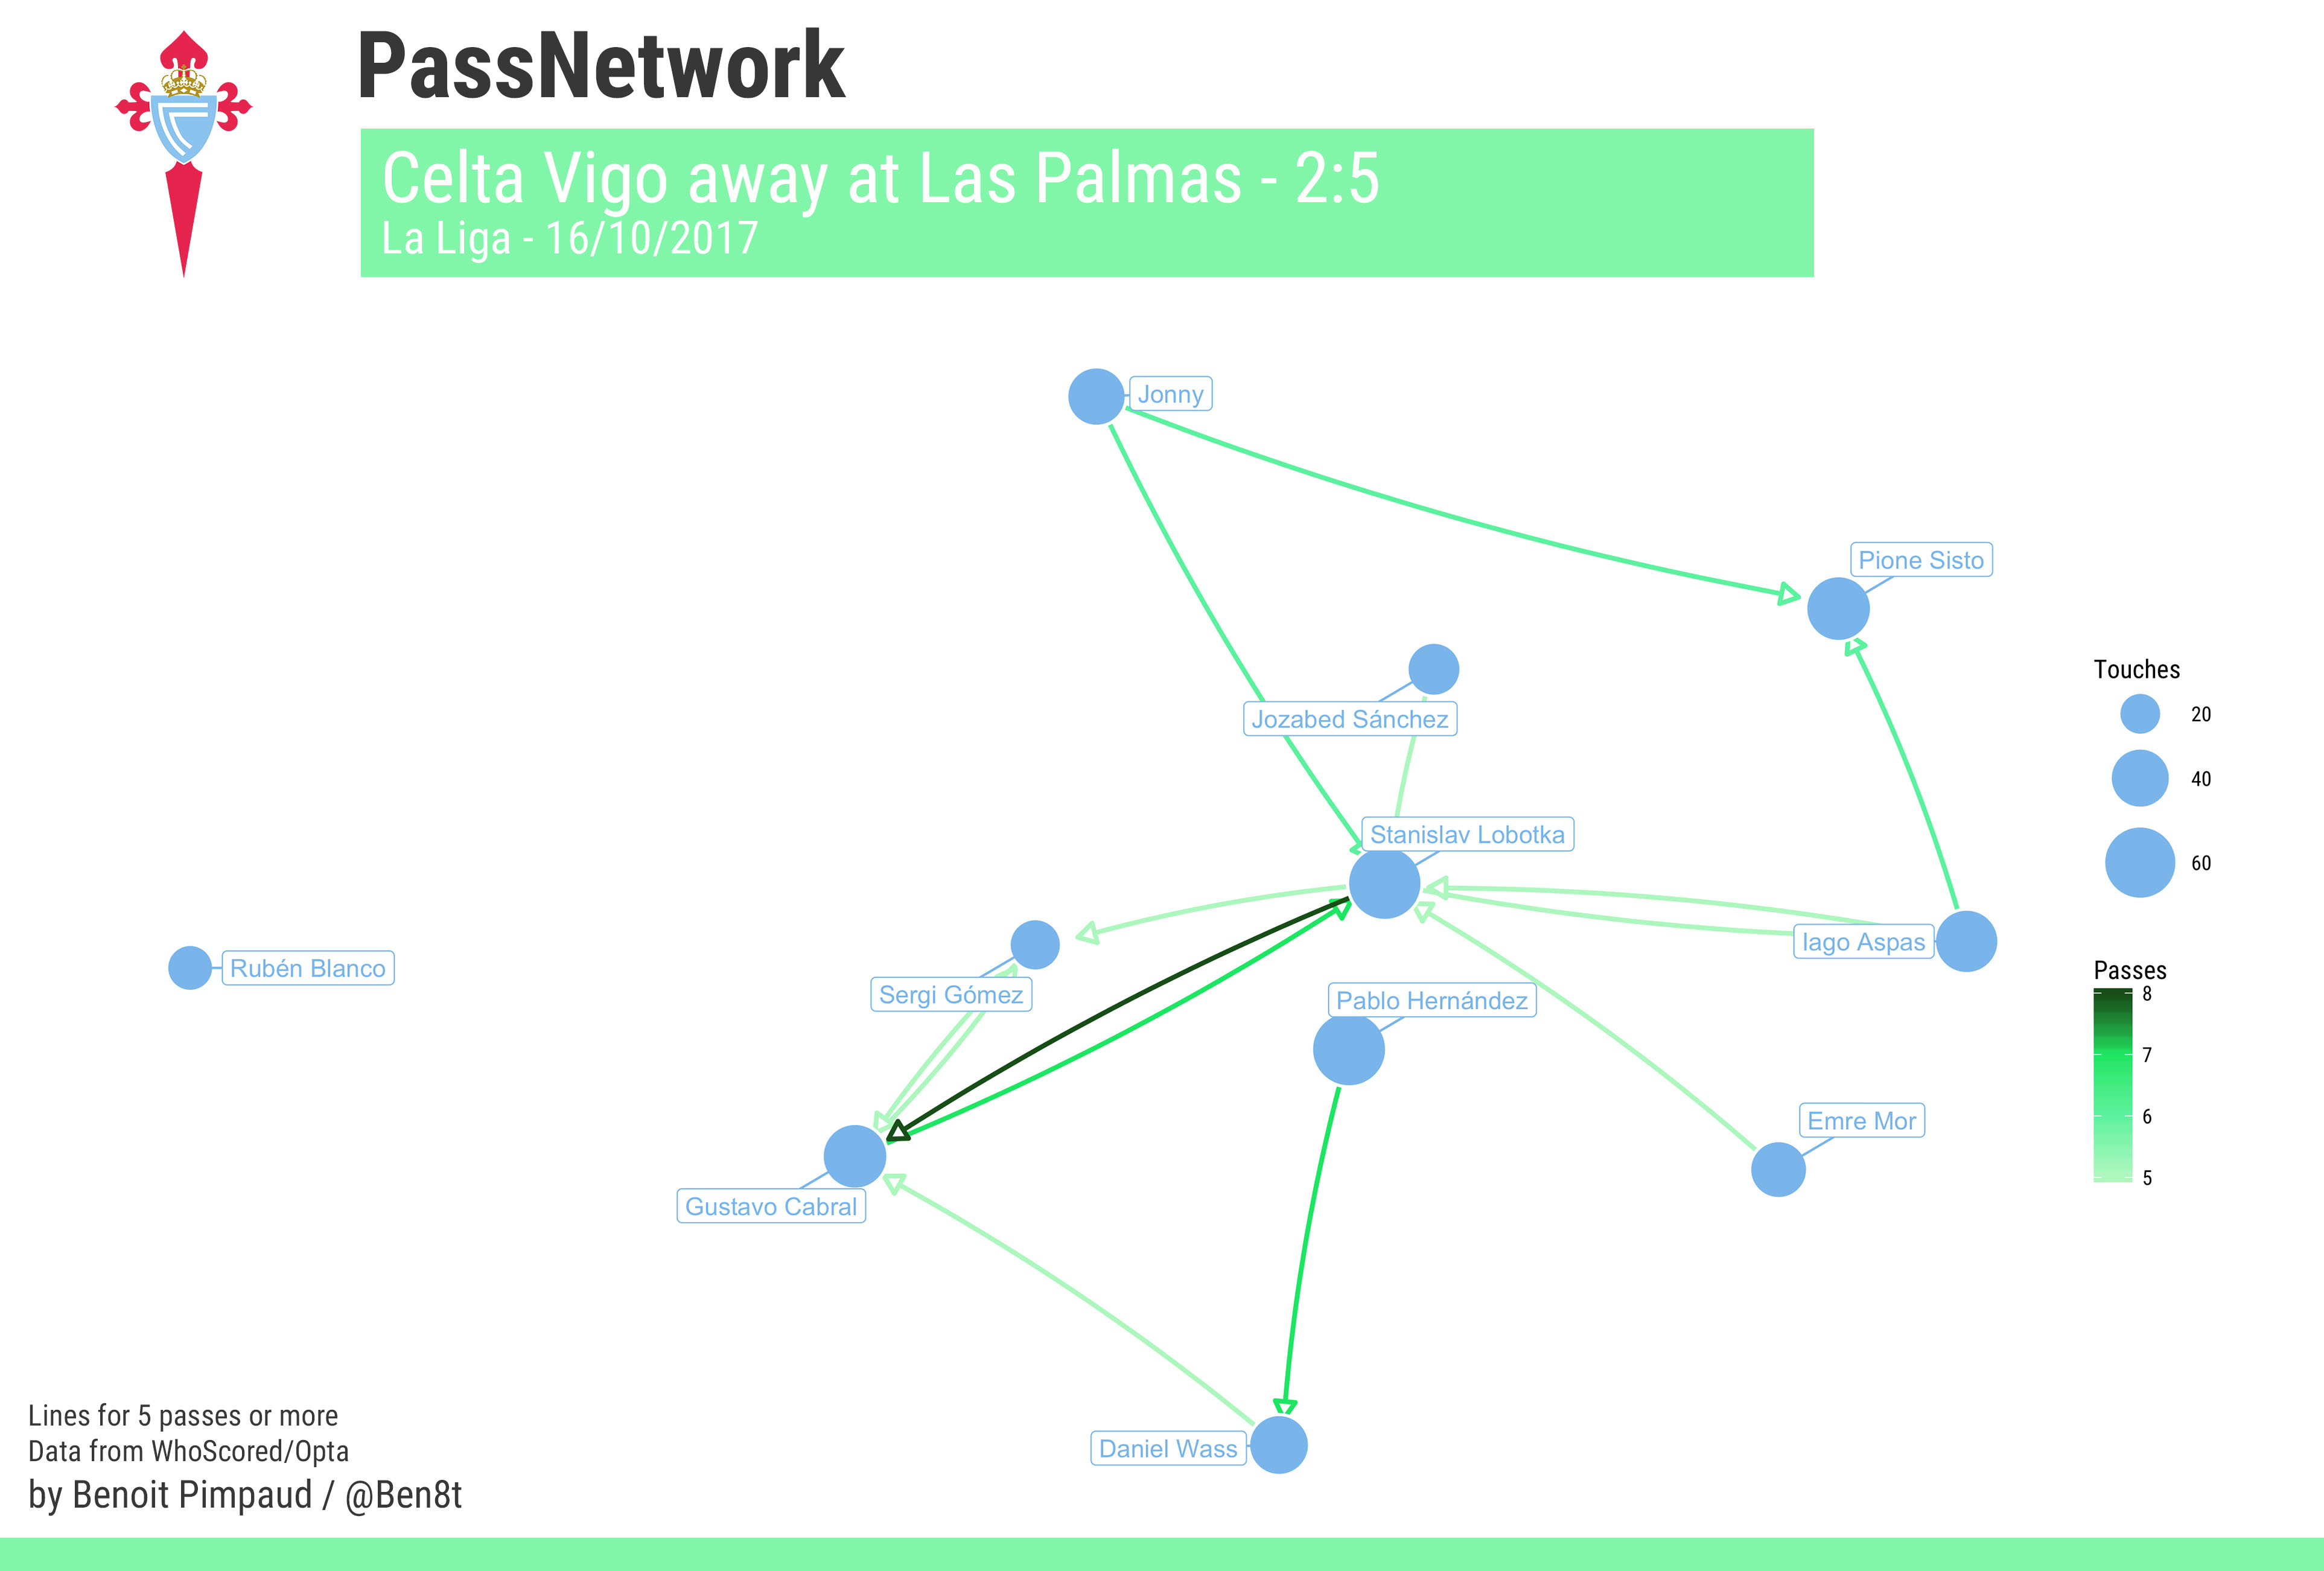 PassNetwork
Celta Vigo away at Las Palmas - 2:5
La Liga - 16/10/2017
Jonny
Pione Sisto
Jozabed Sánchez
Stanislav Lobotka
Iago Aspas
Rubén Blanco
Sergi Gómez
Pablo Hernández
Emre Mor
Gustavo Cabral
Daniel Wass
Touches
20
40
60
Passes
8
7
6
5
Lines for 5 passes or more
Data from WhoScored/Opta
by Benoit Pimpaud / @Ben8t